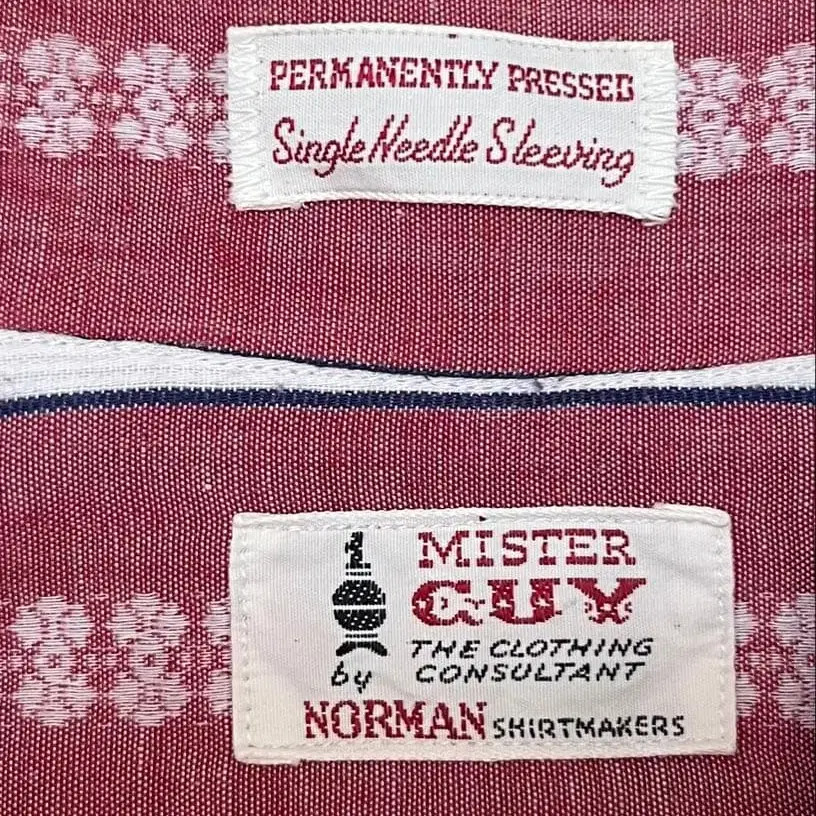 PERMANENTLY PRESSED
Single Needle Sleeving
MISTER
GUY
THE CLOTHING
CONSULTANT
by
NORMAN SHIRTMAKERS